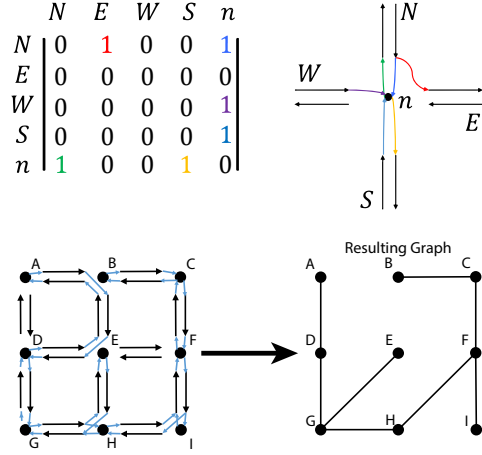 N E W S n
N 0 1 0 0 1
E 0 0 0 0 0
W 0 0 0 0 1
S 0 0 0 0 1
n 1 0 0 1 0
N
W
n
E
S
A B C
D E F
G H I
Resulting Graph
A B C
D E F
G H I